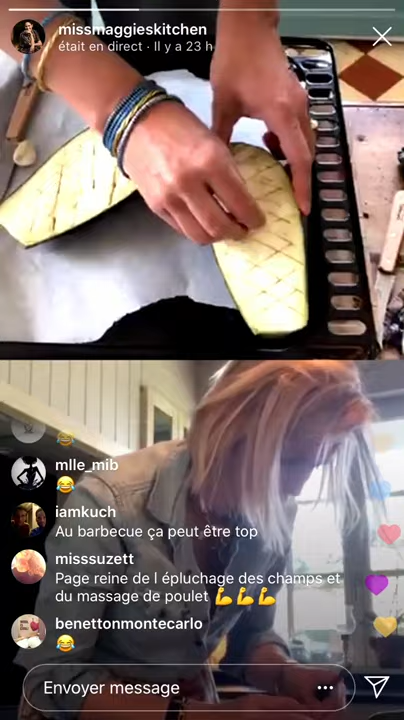 missmaggieskitchen
était en direct · Il y a 23 h
😂
mlle_mib
😂
iamkuch
Au barbecue ça peut être top
misssuzett
Page reine de l épluchage des champs et
du massage de poulet 💪💪💪
benettonmontecarlo
😂
Envoyer message